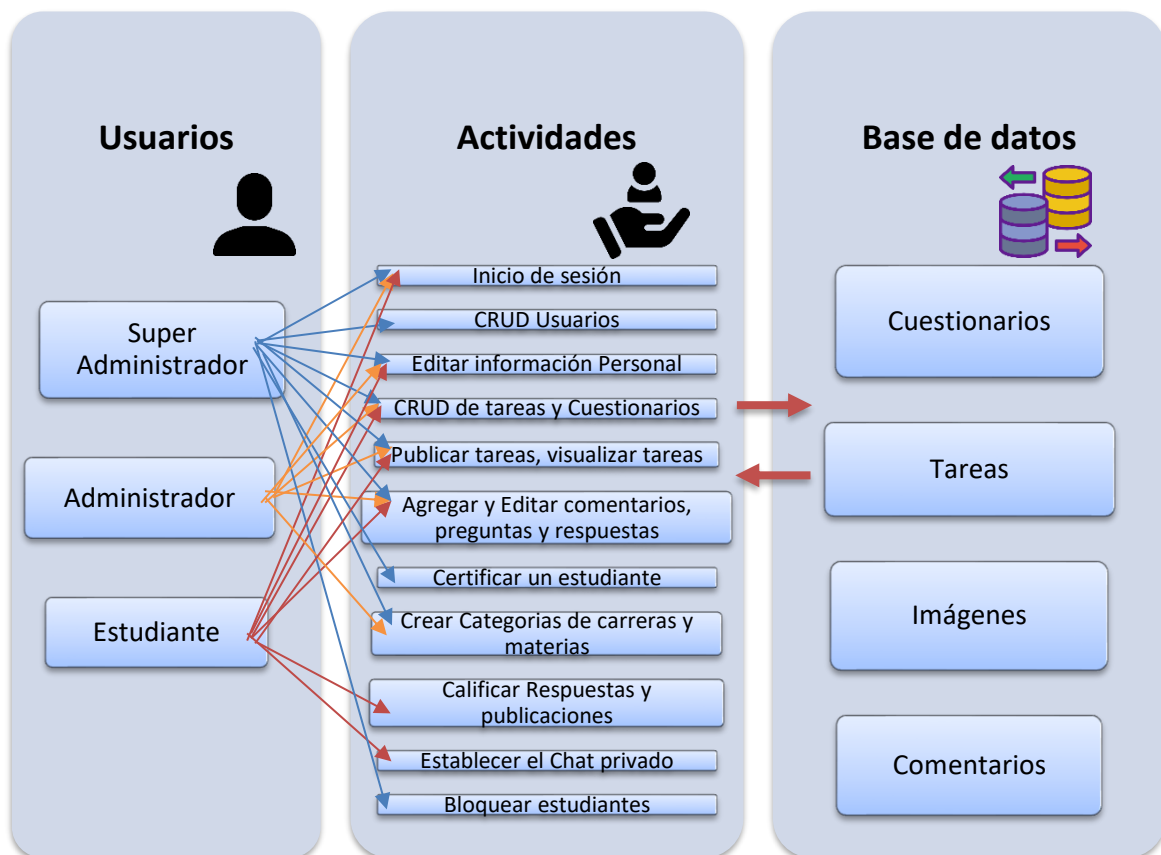 Usuarios
Super
Administrador
Administrador
Estudiante
Actividades
Inicio de sesión
CRUD Usuarios
Editar información Personal
CRUD de tareas y Cuestionarios
Publicar tareas, visualizar tareas
Agregar y Editar comentarios,
preguntas y respuestas
Certificar un estudiante
Crear Categorias de carreras y
materias
Calificar Respuestas y
publicaciones
Establecer el Chat privado
Bloquear estudiantes
Base de datos
Cuestionarios
Tareas
Imágenes
Comentarios